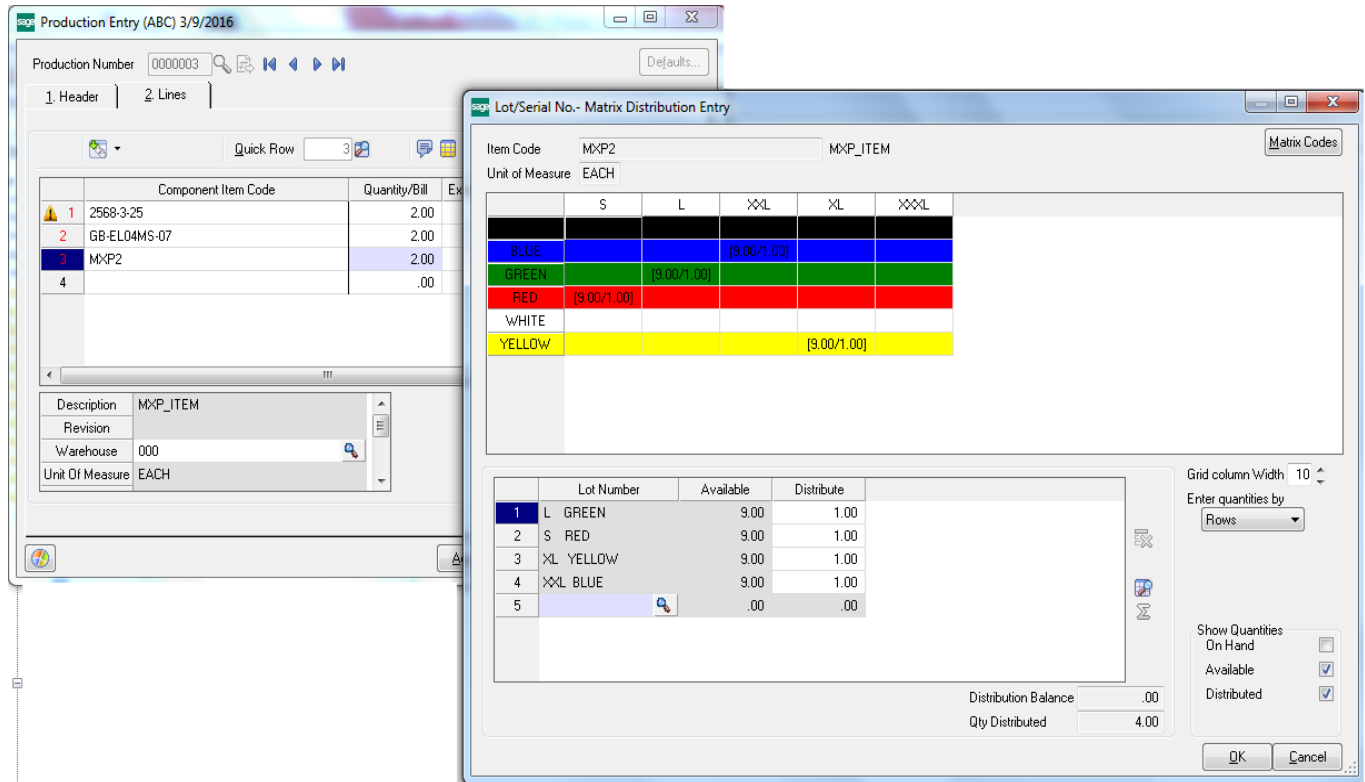 sage Production Entry (ABC) 3/9/2016
Production Number 0000003 Defaults...
1. Header 2. Lines
Quick Row 3
Component Item Code Quantity/Bill Ex
1 2568-3-25 2.00
2 GB-EL04MS-07 2.00
3 MXP2 2.00
4 .00
Description MXP_ITEM
Revision
Warehouse 000
Unit Of Measure EACH
A
sage Lot/Serial No.- Matrix Distribution Entry
Item Code MXP2 MXP_ITEM Matrix Codes
Unit of Measure EACH
S L XXL XL XXXL
BLUE [9.00/1.00]
GREEN [9.00/1.00]
RED [9.00/1.00]
WHITE
YELLOW [9.00/1.00]
Lot Number Available Distribute
1 L GREEN 9.00 1.00
2 S RED 9.00 1.00
3 XL YELLOW 9.00 1.00
4 XXL BLUE 9.00 1.00
5 .00 .00
Distribution Balance .00
Qty Distributed 4.00
Grid column Width 10
Enter quantities by
Rows
Show Quantities
On Hand
Available
Distributed
OK Cancel